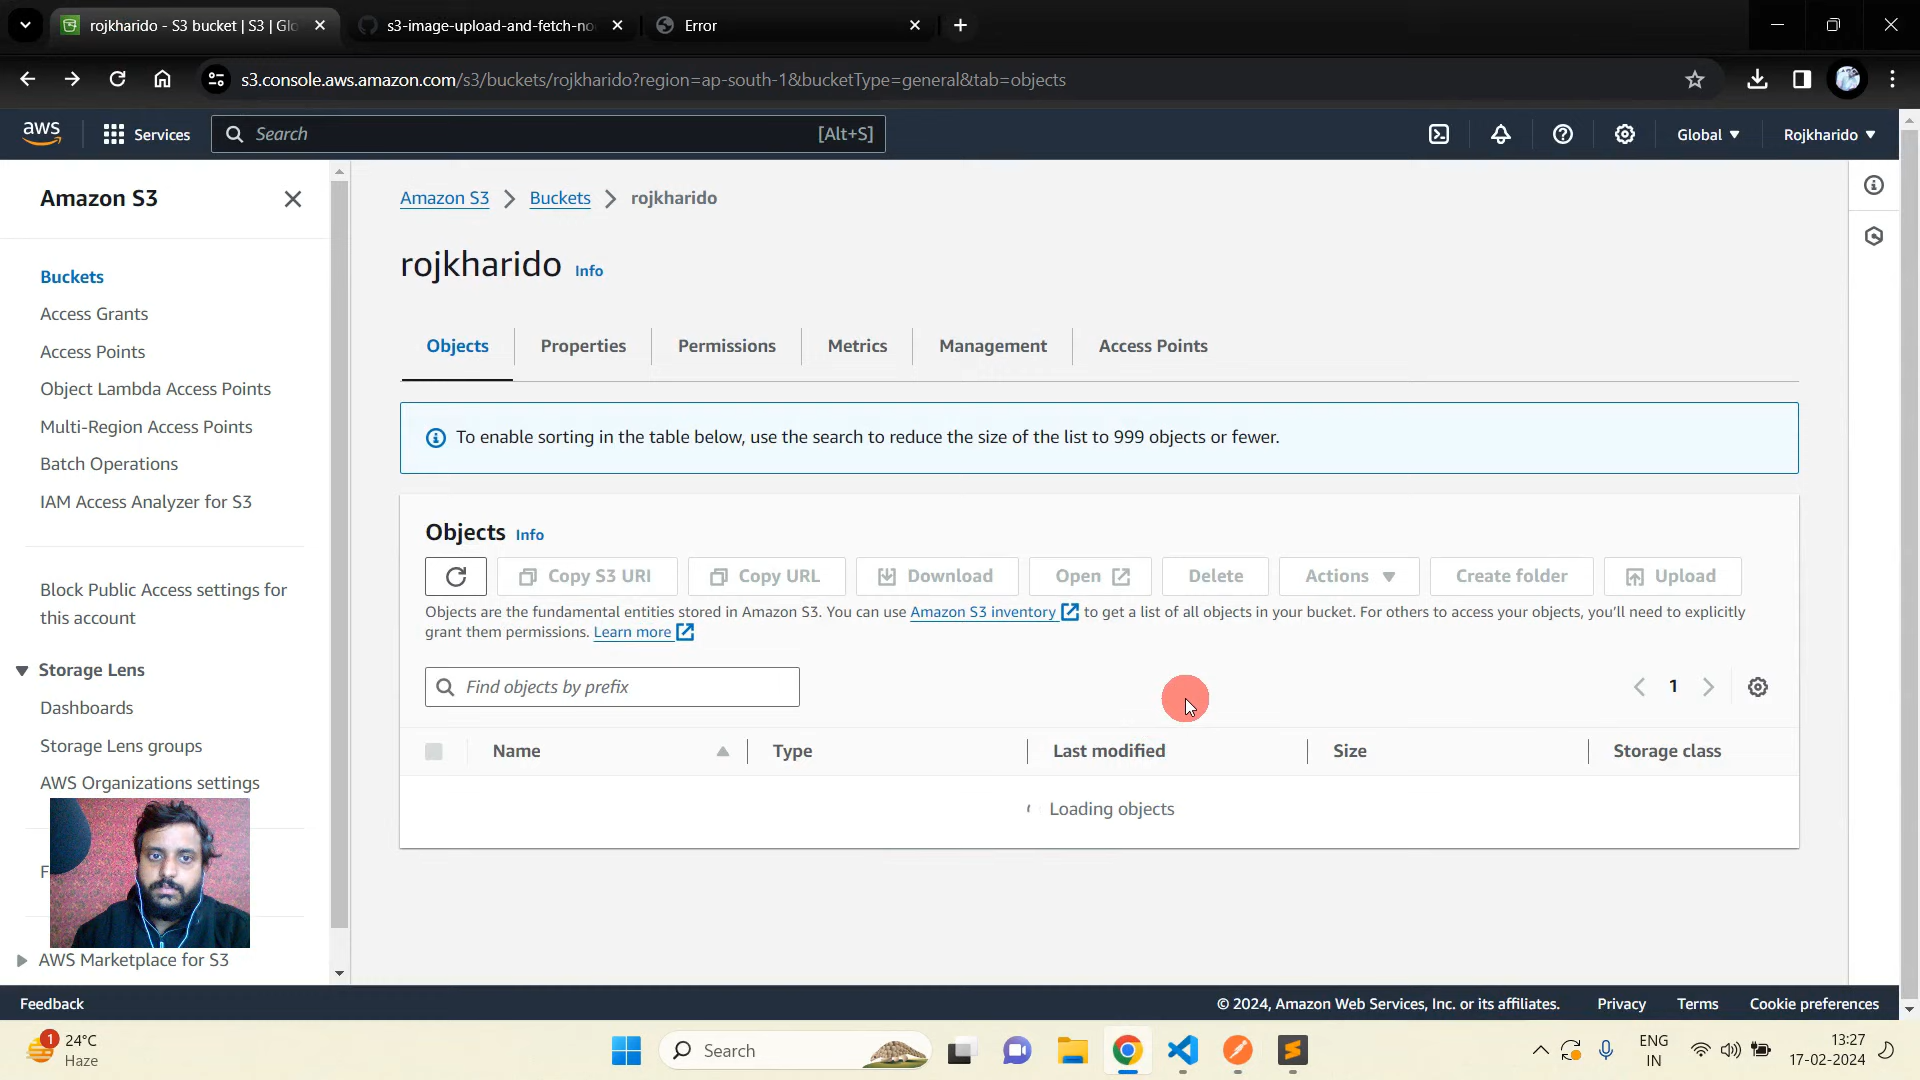 rojkharido - S3 bucket | S3 | Glo
s3-image-upload-and-fetch-no
Error
s3.console.aws.amazon.com/s3/buckets/rojkharido?region=ap-south-1&bucketType=general&tab=objects
aws
Services
Search
[Alt+S]
Global
Rojkharido
Amazon S3
Buckets
Access Grants
Access Points
Object Lambda Access Points
Multi-Region Access Points
Batch Operations
IAM Access Analyzer for S3
Block Public Access settings for
this account
Storage Lens
Dashboards
Storage Lens groups
AWS Organizations settings
F
AWS Marketplace for S3
Amazon S3
Buckets
rojkharido
rojkharido Info
Objects
Properties
Permissions
Metrics
Management
Access Points
To enable sorting in the table below, use the search to reduce the size of the list to 999 objects or fewer.
Objects Info
Copy S3 URI
Copy URL
Download
Open
Delete
Actions
Create folder
Upload
Objects are the fundamental entities stored in Amazon S3. You can use Amazon S3 inventory to get a list of all objects in your bucket. For others to access your objects, you'll need to explicitly
grant them permissions. Learn more
Find objects by prefix
1
Name
Type
Last modified
Size
Storage class
Loading objects
Feedback
© 2024, Amazon Web Services, Inc. or its affiliates.
Privacy
Terms
Cookie preferences
1
24°C
Haze
Search
ENG
IN
13:27
17-02-2024